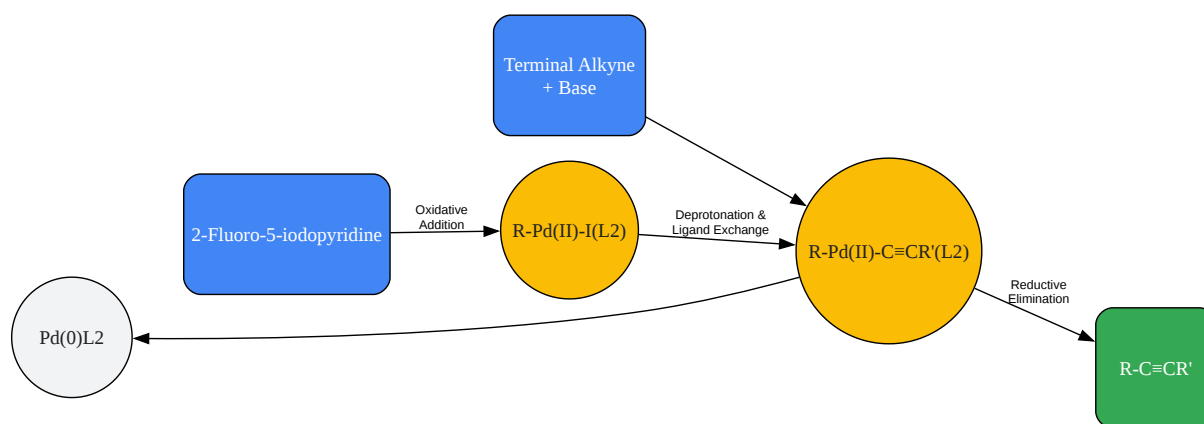 Terminal Alkyne
+ Base
2-Fluoro-5-iodopyridine
Oxidative
Addition
R-Pd(II)-I(L2)
Deprotonation &
Ligand Exchange
R-Pd(II)-C≡CR'(L2)
Reductive
Elimination
Pd(0)L2
R-C≡CR'